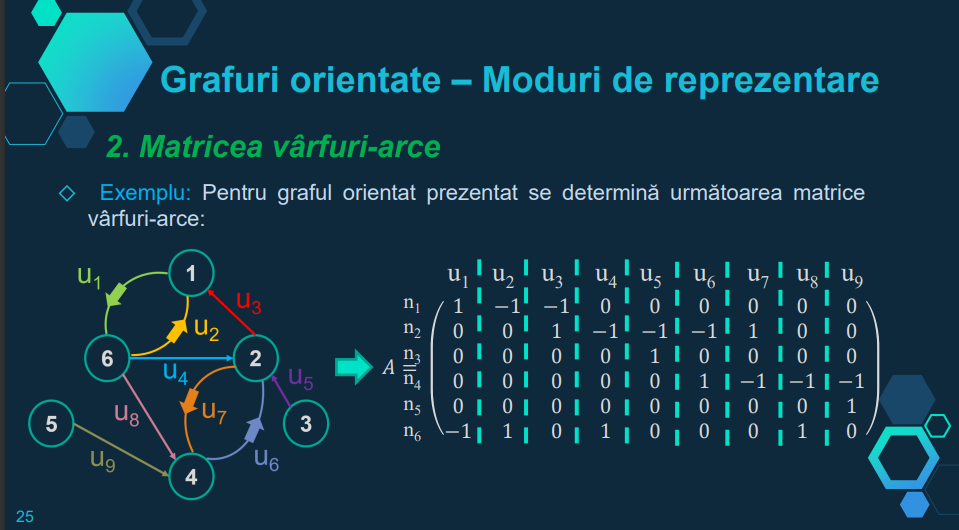 Grafuri orientate – Moduri de reprezentare
2. Matricea vârfuri-arce
Exemplu: Pentru graful orientat prezentat se determină următoarea matrice
vârfuri-arce:
u1 1 u3
u2
6 2
u4 u5
5 u8 u7 3
u9 u6
4
u1 u2 u3 u4 u5 u6 u7 u8 u9
n1 1 −1 −1 0 0 0 0 0 0
n2 0 0 1 −1 −1 −1 1 0 0
n3 0 0 0 0 1 0 0 0 0
A =
n4 0 0 0 0 0 1 −1 −1 −1
n5 0 0 0 0 0 0 0 0 1
n6 −1 1 0 1 0 0 0 1 0
25